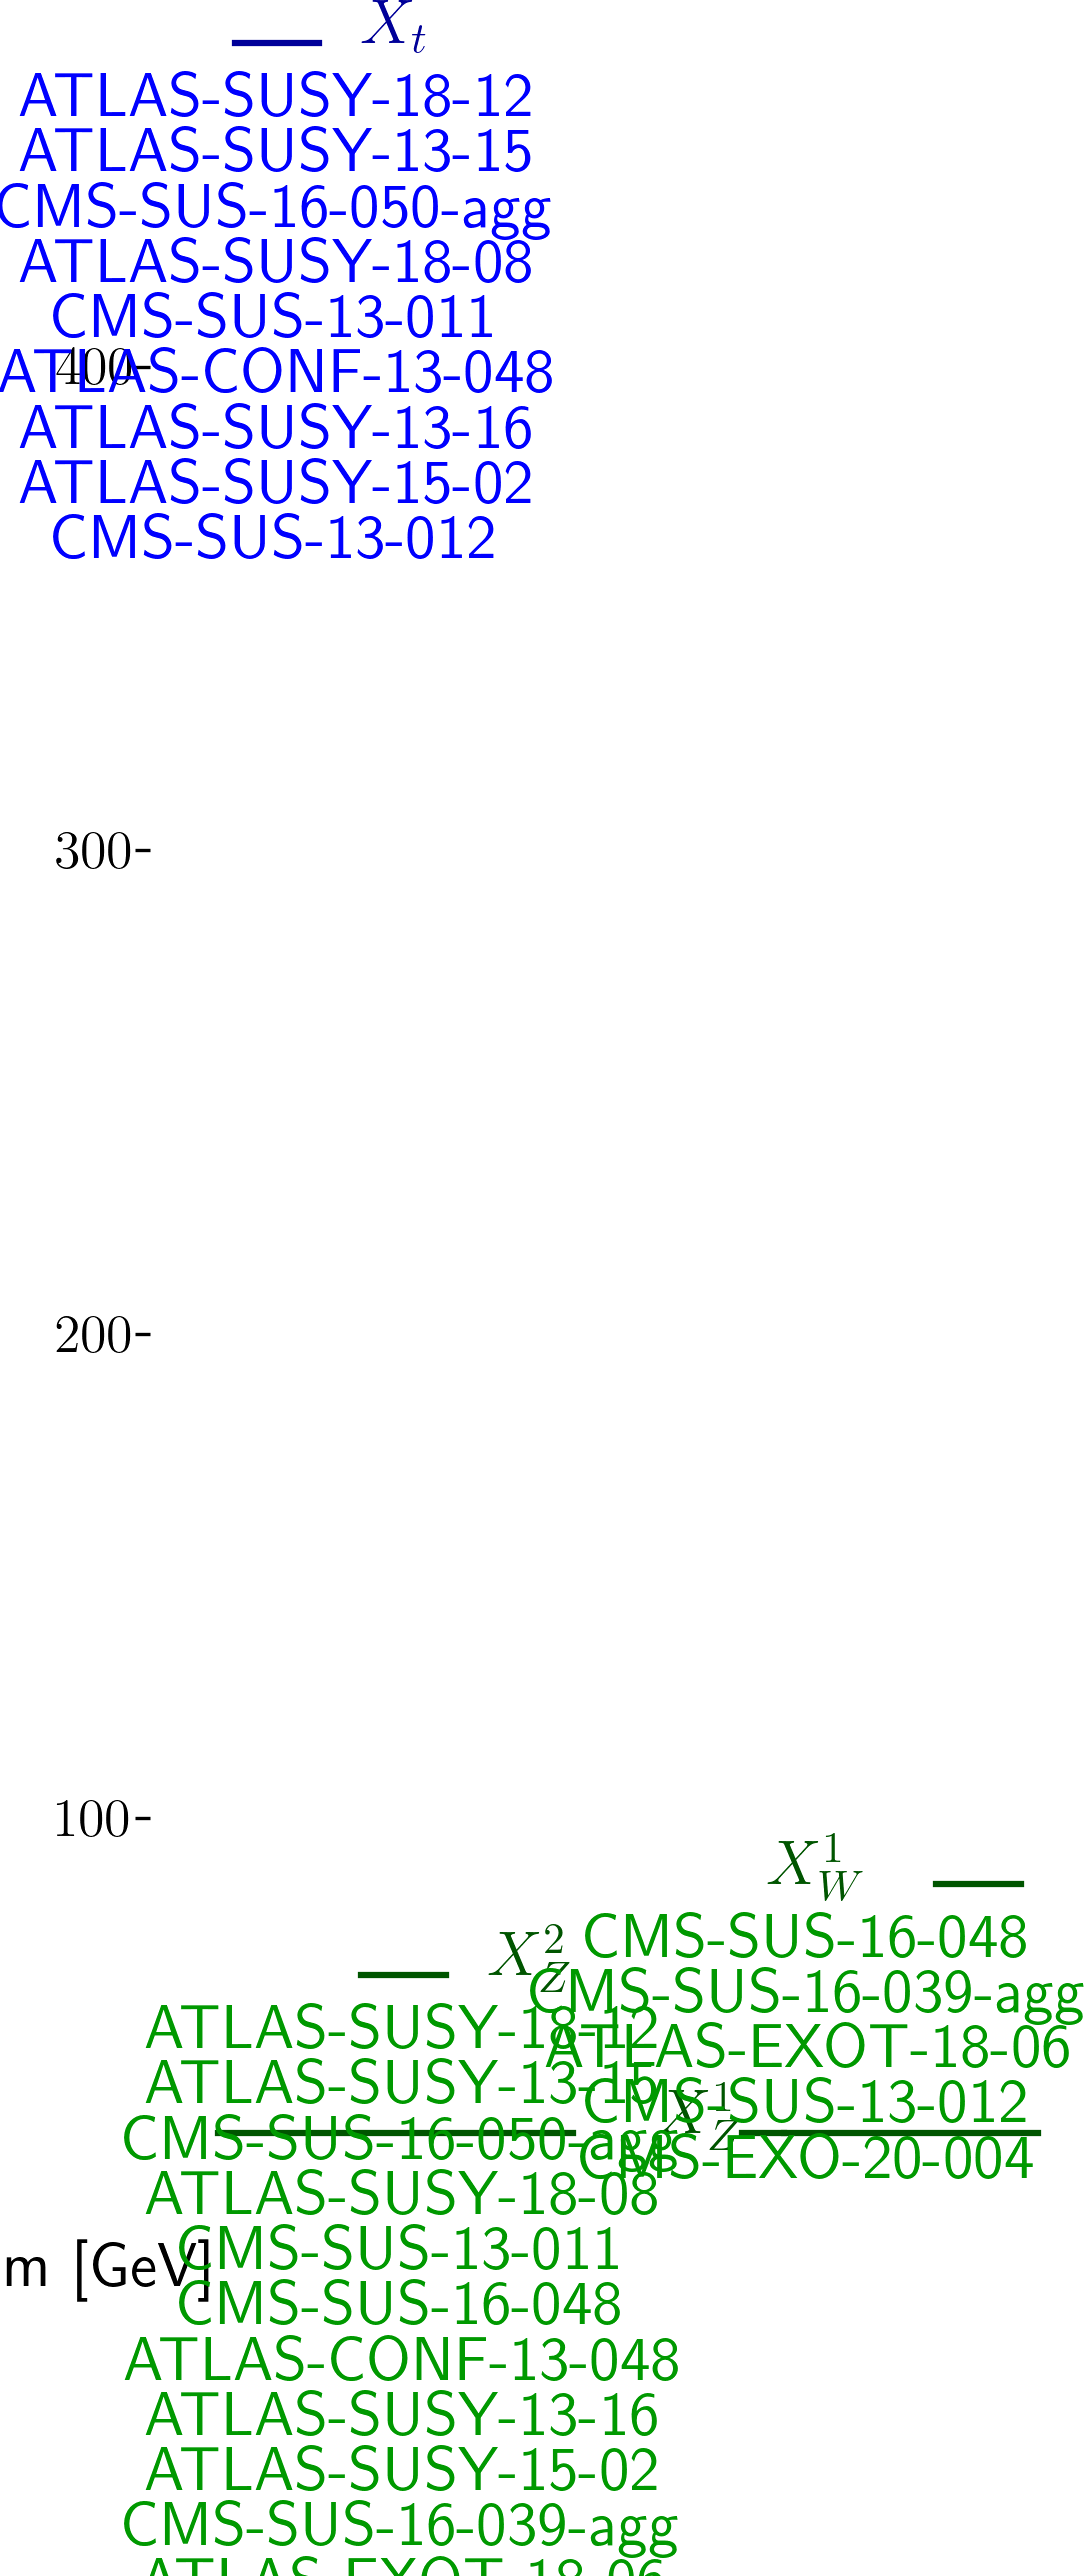 X_t
ATLAS-SUSY-18-12
ATLAS-SUSY-13-15
CMS-SUS-16-050-agg
ATLAS-SUSY-18-08
CMS-SUS-13-011
400
ATLAS-CONF-13-048
ATLAS-SUSY-13-16
ATLAS-SUSY-15-02
CMS-SUS-13-012
300
200
100
X_W^1
CMS-SUS-16-048
CMS-SUS-16-039-agg
ATLAS-EXOT-18-06
CMS-SUS-13-012
CMS-EXO-20-004
X_Z^2
ATLAS-SUSY-18-12
ATLAS-SUSY-13-15
CMS-SUS-16-050-agg
ATLAS-SUSY-18-08
CMS-SUS-13-011
CMS-SUS-16-048
ATLAS-CONF-13-048
ATLAS-SUSY-13-16
ATLAS-SUSY-15-02
CMS-SUS-16-039-agg
ATLAS-EXOT-18-06
X_Z^1
m [GeV]